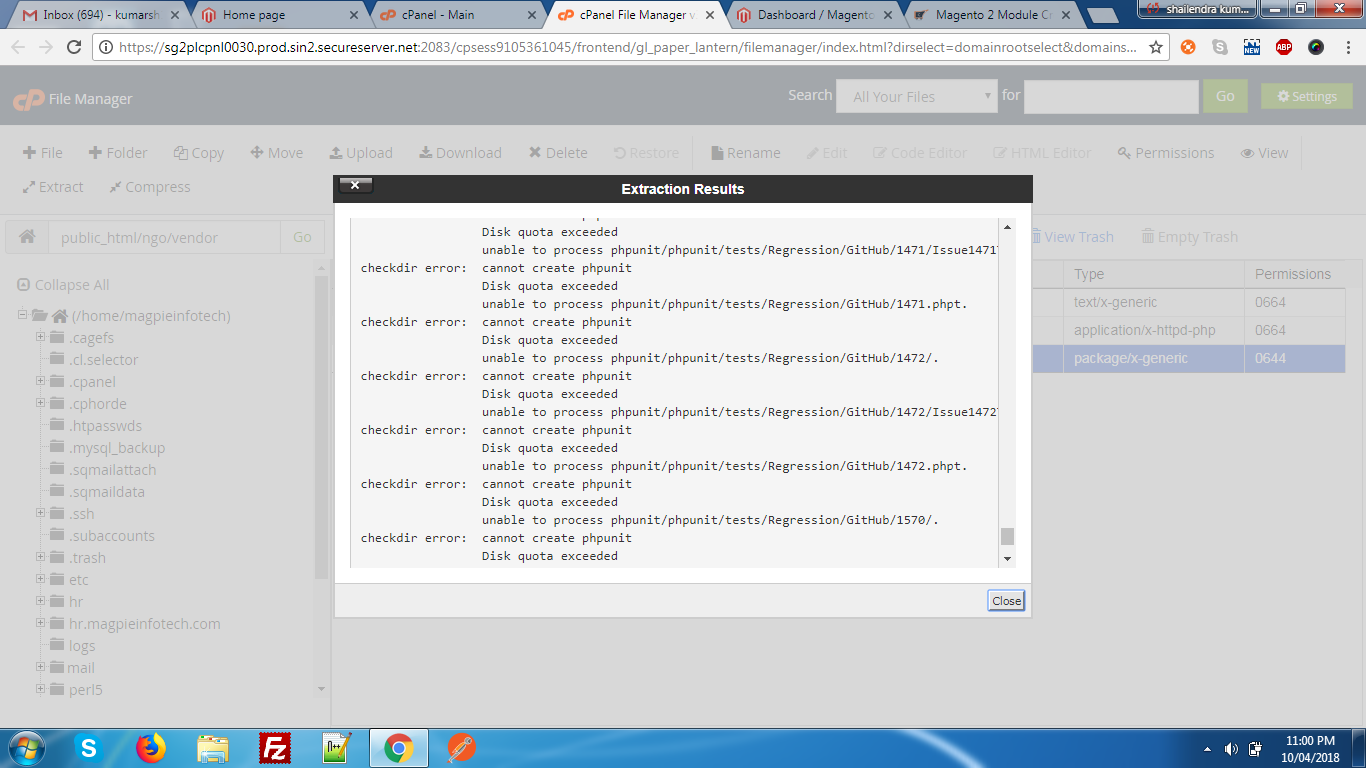 Inbox (694) - kumarsh
Home page
cPanel - Main
cPanel File Manager v
Dashboard / Magento
Magento 2 Module Cr
shailendra kum...
https://sg2plcpnl0030.prod.sin2.secureserver.net:2083/cpsess9105361045/frontend/gl_paper_lantern/filemanager/index.html?dirselect=domainrootselect&domains...
NEW
ABP
cP File Manager
Search All Your Files for Go Settings
File Folder Copy Move Upload Download Delete Restore Rename Edit Code Editor HTML Editor Permissions View
Extract Compress
Extraction Results
public_html/ngo/vendor Go
View Trash Empty Trash
Collapse All
(/home/magpieinfotech)
.cagefs
.cl.selector
.cpanel
.cphorde
.htpasswds
.mysql_backup
.sqmailattach
.sqmaildata
.ssh
.subaccounts
.trash
etc
hr
hr.magpieinfotech.com
logs
mail
perl5
Disk quota exceeded
unable to process phpunit/phpunit/tests/Regression/GitHub/1471/Issue1471
checkdir error: cannot create phpunit
Disk quota exceeded
unable to process phpunit/phpunit/tests/Regression/GitHub/1471.phpt.
checkdir error: cannot create phpunit
Disk quota exceeded
unable to process phpunit/phpunit/tests/Regression/GitHub/1472/.
checkdir error: cannot create phpunit
Disk quota exceeded
unable to process phpunit/phpunit/tests/Regression/GitHub/1472/Issue1472
checkdir error: cannot create phpunit
Disk quota exceeded
unable to process phpunit/phpunit/tests/Regression/GitHub/1472.phpt.
checkdir error: cannot create phpunit
Disk quota exceeded
unable to process phpunit/phpunit/tests/Regression/GitHub/1570/.
checkdir error: cannot create phpunit
Disk quota exceeded
Close
Type Permissions
text/x-generic 0664
application/x-httpd-php 0664
package/x-generic 0644
11:00 PM
10/04/2018